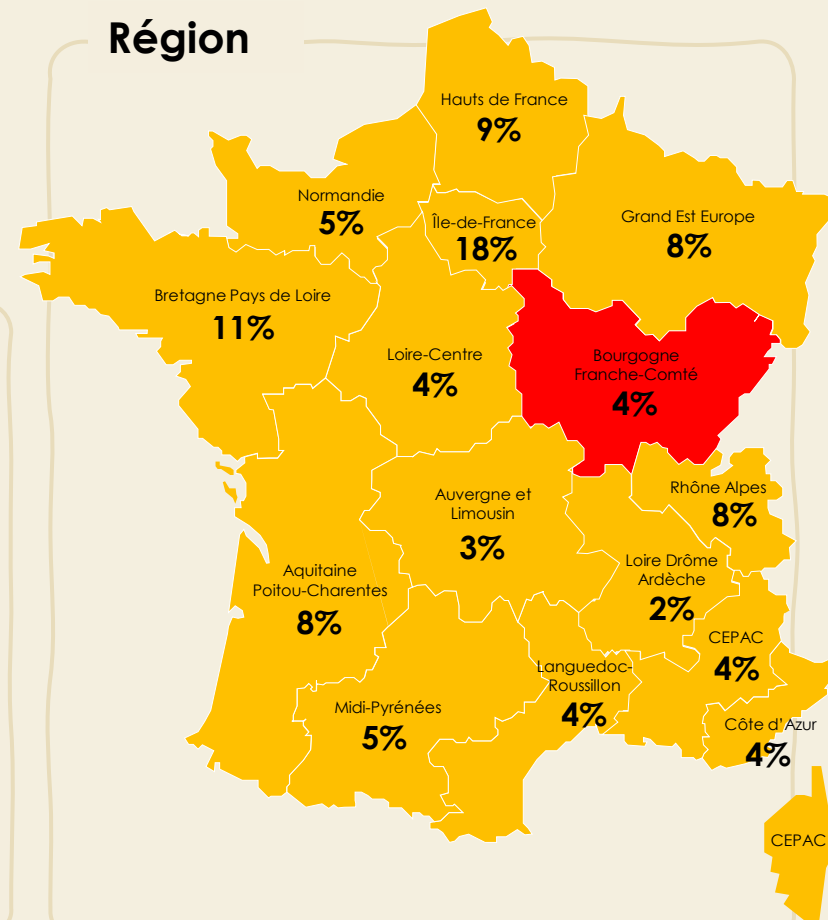 Région
Hauts de France
9%
Normandie
5%
Île-de-France
18%
Grand Est Europe
8%
Bretagne Pays de Loire
11%
Loire-Centre
4%
Bourgogne
Franche-Comté
4%
Rhône Alpes
8%
Auvergne et
Limousin
3%
Loire Drôme
Ardèche
2%
Aquitaine
Poitou-Charentes
8%
CEPAC
4%
Languedoc-
Roussillon
4%
Midi-Pyrénées
5%
Côte d’Azur
4%
CEPAC